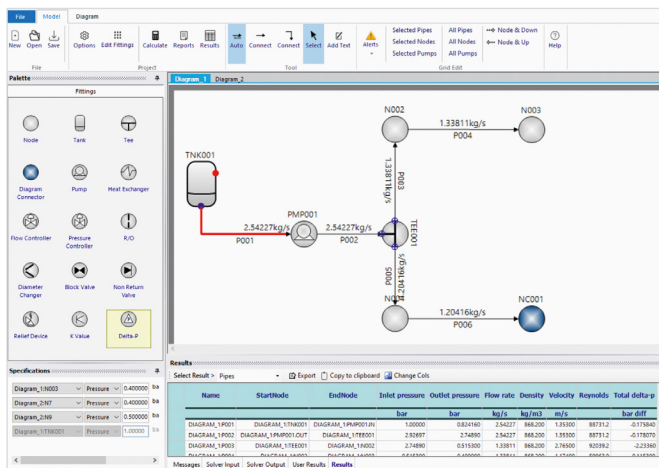 File Model Diagram
New Open Save Options Edit Fittings Calculate Reports Results Auto Connect Connect Select Add Text Alerts Help
Selected Pipes All Pipes Node & Down
Selected Nodes All Nodes Node & Up
Selected Pumps All Pumps
File Project Tool Grid Edit
Palette
Fittings
Node Tank Tee
Diagram Connector Pump Heat Exchanger
Flow Controller Pressure Controller R/O
Diameter Changer Block Valve Non Return Valve
Relief Device K Value Delta-P
Diagram_1 Diagram_2
N002 N003
1.33811kg/s
P004
1.33811kg/s
P003
TNK001
PMP001
2.54227kg/s 2.54227kg/s
P001 P002
TEE001
1.20416kg/s
P005
NC001
1.20416kg/s
P006
Specifications
Diagram_1:N003 Pressure 0.400000 ba
Diagram_2:N7 Pressure 0.400000 ba
Diagram_2:N9 Pressure 0.500000 ba
Diagram_1:TNK001 Pressure 1.00000 ba
Results
Select Result > Pipes Export Copy to clipboard Change Cols
Name StartNode EndNode Inlet pressure Outlet pressure Flow rate Density Velocity Reynolds Total delta-p
bar bar kg/s kg/m3 m/s bar diff
DIAGRAM_1:P001 DIAGRAM_1:TNK001 DIAGRAM_1:PMP001.IN 1.00000 0.824160 2.54227 868.200 1.35300 88731.2 -0.175840
DIAGRAM_1:P002 DIAGRAM_1:PMP001.OUT DIAGRAM_1:TEE001 2.92697 2.74890 2.54227 868.200 88731.2 -0.178070
DIAGRAM_1:P003 DIAGRAM_1:TEE001 2.74890 0.515300 1.33811 868.200 2.76500 92039.2 -2.23360
Messages Solver Input Solver Output User Results Results